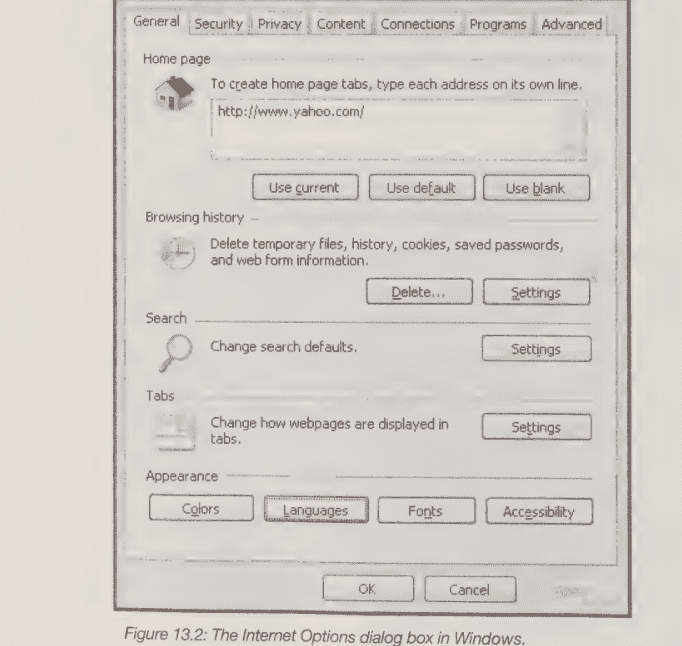 General Security Privacy Content Connections Programs Advanced
Home page
To create home page tabs, type each address on its own line.
http://www.yahoo.com/
Use current Use default Use blank
Browsing history
Delete temporary files, history, cookies, saved passwords,
and web form information.
Delete... Settings
Search
Change search defaults.
Settings
Tabs
Change how webpages are displayed in
tabs.
Settings
Appearance
Colors Languages Fonts Accessibility
OK Cancel
Figure 13.2: The Internet Options dialog box in Windows.